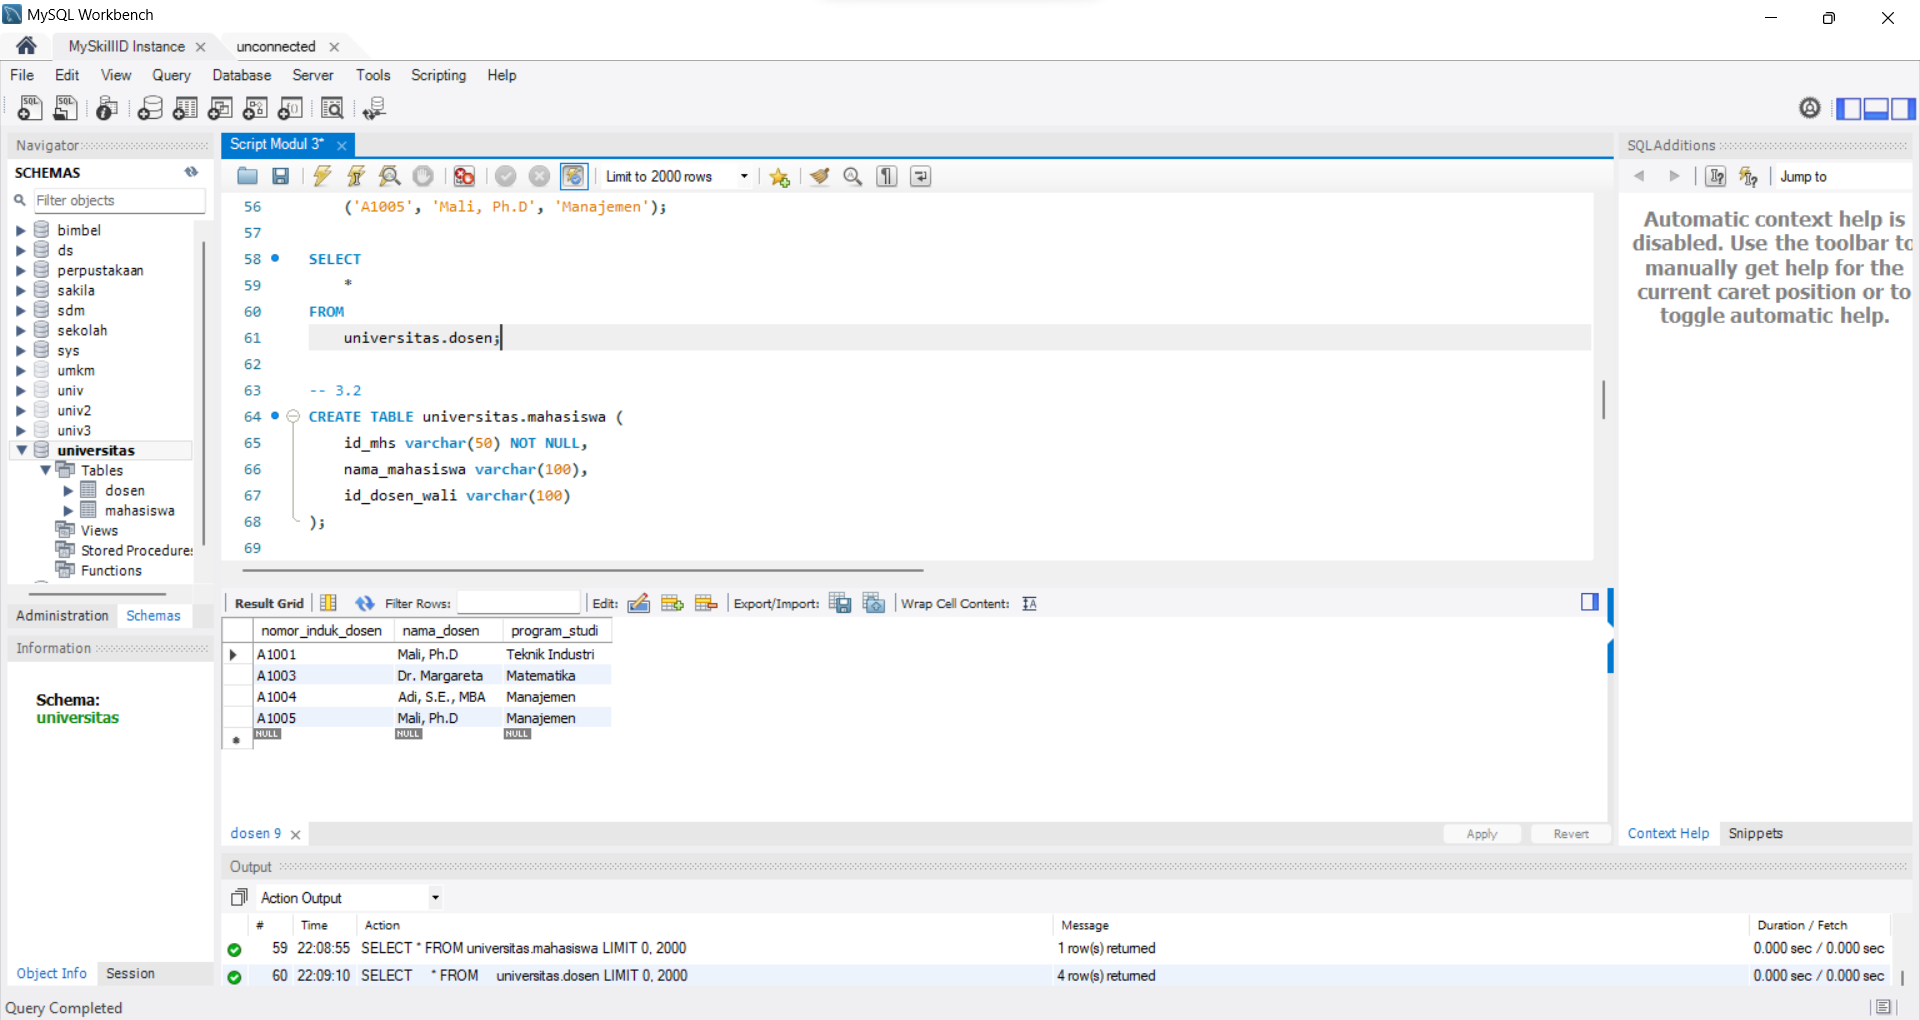 MySQL Workbench
MySkillID Instance
unconnected
File Edit View Query Database Server Tools Scripting Help
Navigator
SCHEMAS
Filter objects
bimbel
ds
perpustakaan
sakila
sdm
sekolah
sys
umkm
univ
univ2
univ3
universitas
Tables
dosen
mahasiswa
Views
Stored Procedures
Functions
Administration Schemas
Information
Schema:
universitas
Object Info Session
Script Modul 3*
Limit to 2000 rows
56 ('A1005', 'Mali, Ph.D', 'Manajemen');
57
58 SELECT
59 *
60 FROM
61 universitas.dosen;
62
63 -- 3.2
64 CREATE TABLE universitas.mahasiswa (
65 id_mhs varchar(50) NOT NULL,
66 nama_mahasiswa varchar(100),
67 id_dosen_wali varchar(100)
68 );
69
Result Grid Filter Rows: Edit: Export/Import: Wrap Cell Content:
nomor_induk_dosen nama_dosen program_studi
A1001 Mali, Ph.D Teknik Industri
A1003 Dr. Margareta Matematika
A1004 Adi, S.E., MBA Manajemen
A1005 Mali, Ph.D Manajemen
NULL NULL NULL
dosen 9
Apply Revert
SQLAdditions
Jump to
Automatic context help is
disabled. Use the toolbar to
manually get help for the
current caret position or to
toggle automatic help.
Context Help Snippets
Output
Action Output
# Time Action Message Duration / Fetch
59 22:08:55 SELECT * FROM universitas.mahasiswa LIMIT 0, 2000 1 row(s) returned 0.000 sec / 0.000 sec
60 22:09:10 SELECT * FROM universitas.dosen LIMIT 0, 2000 4 row(s) returned 0.000 sec / 0.000 sec
Query Completed